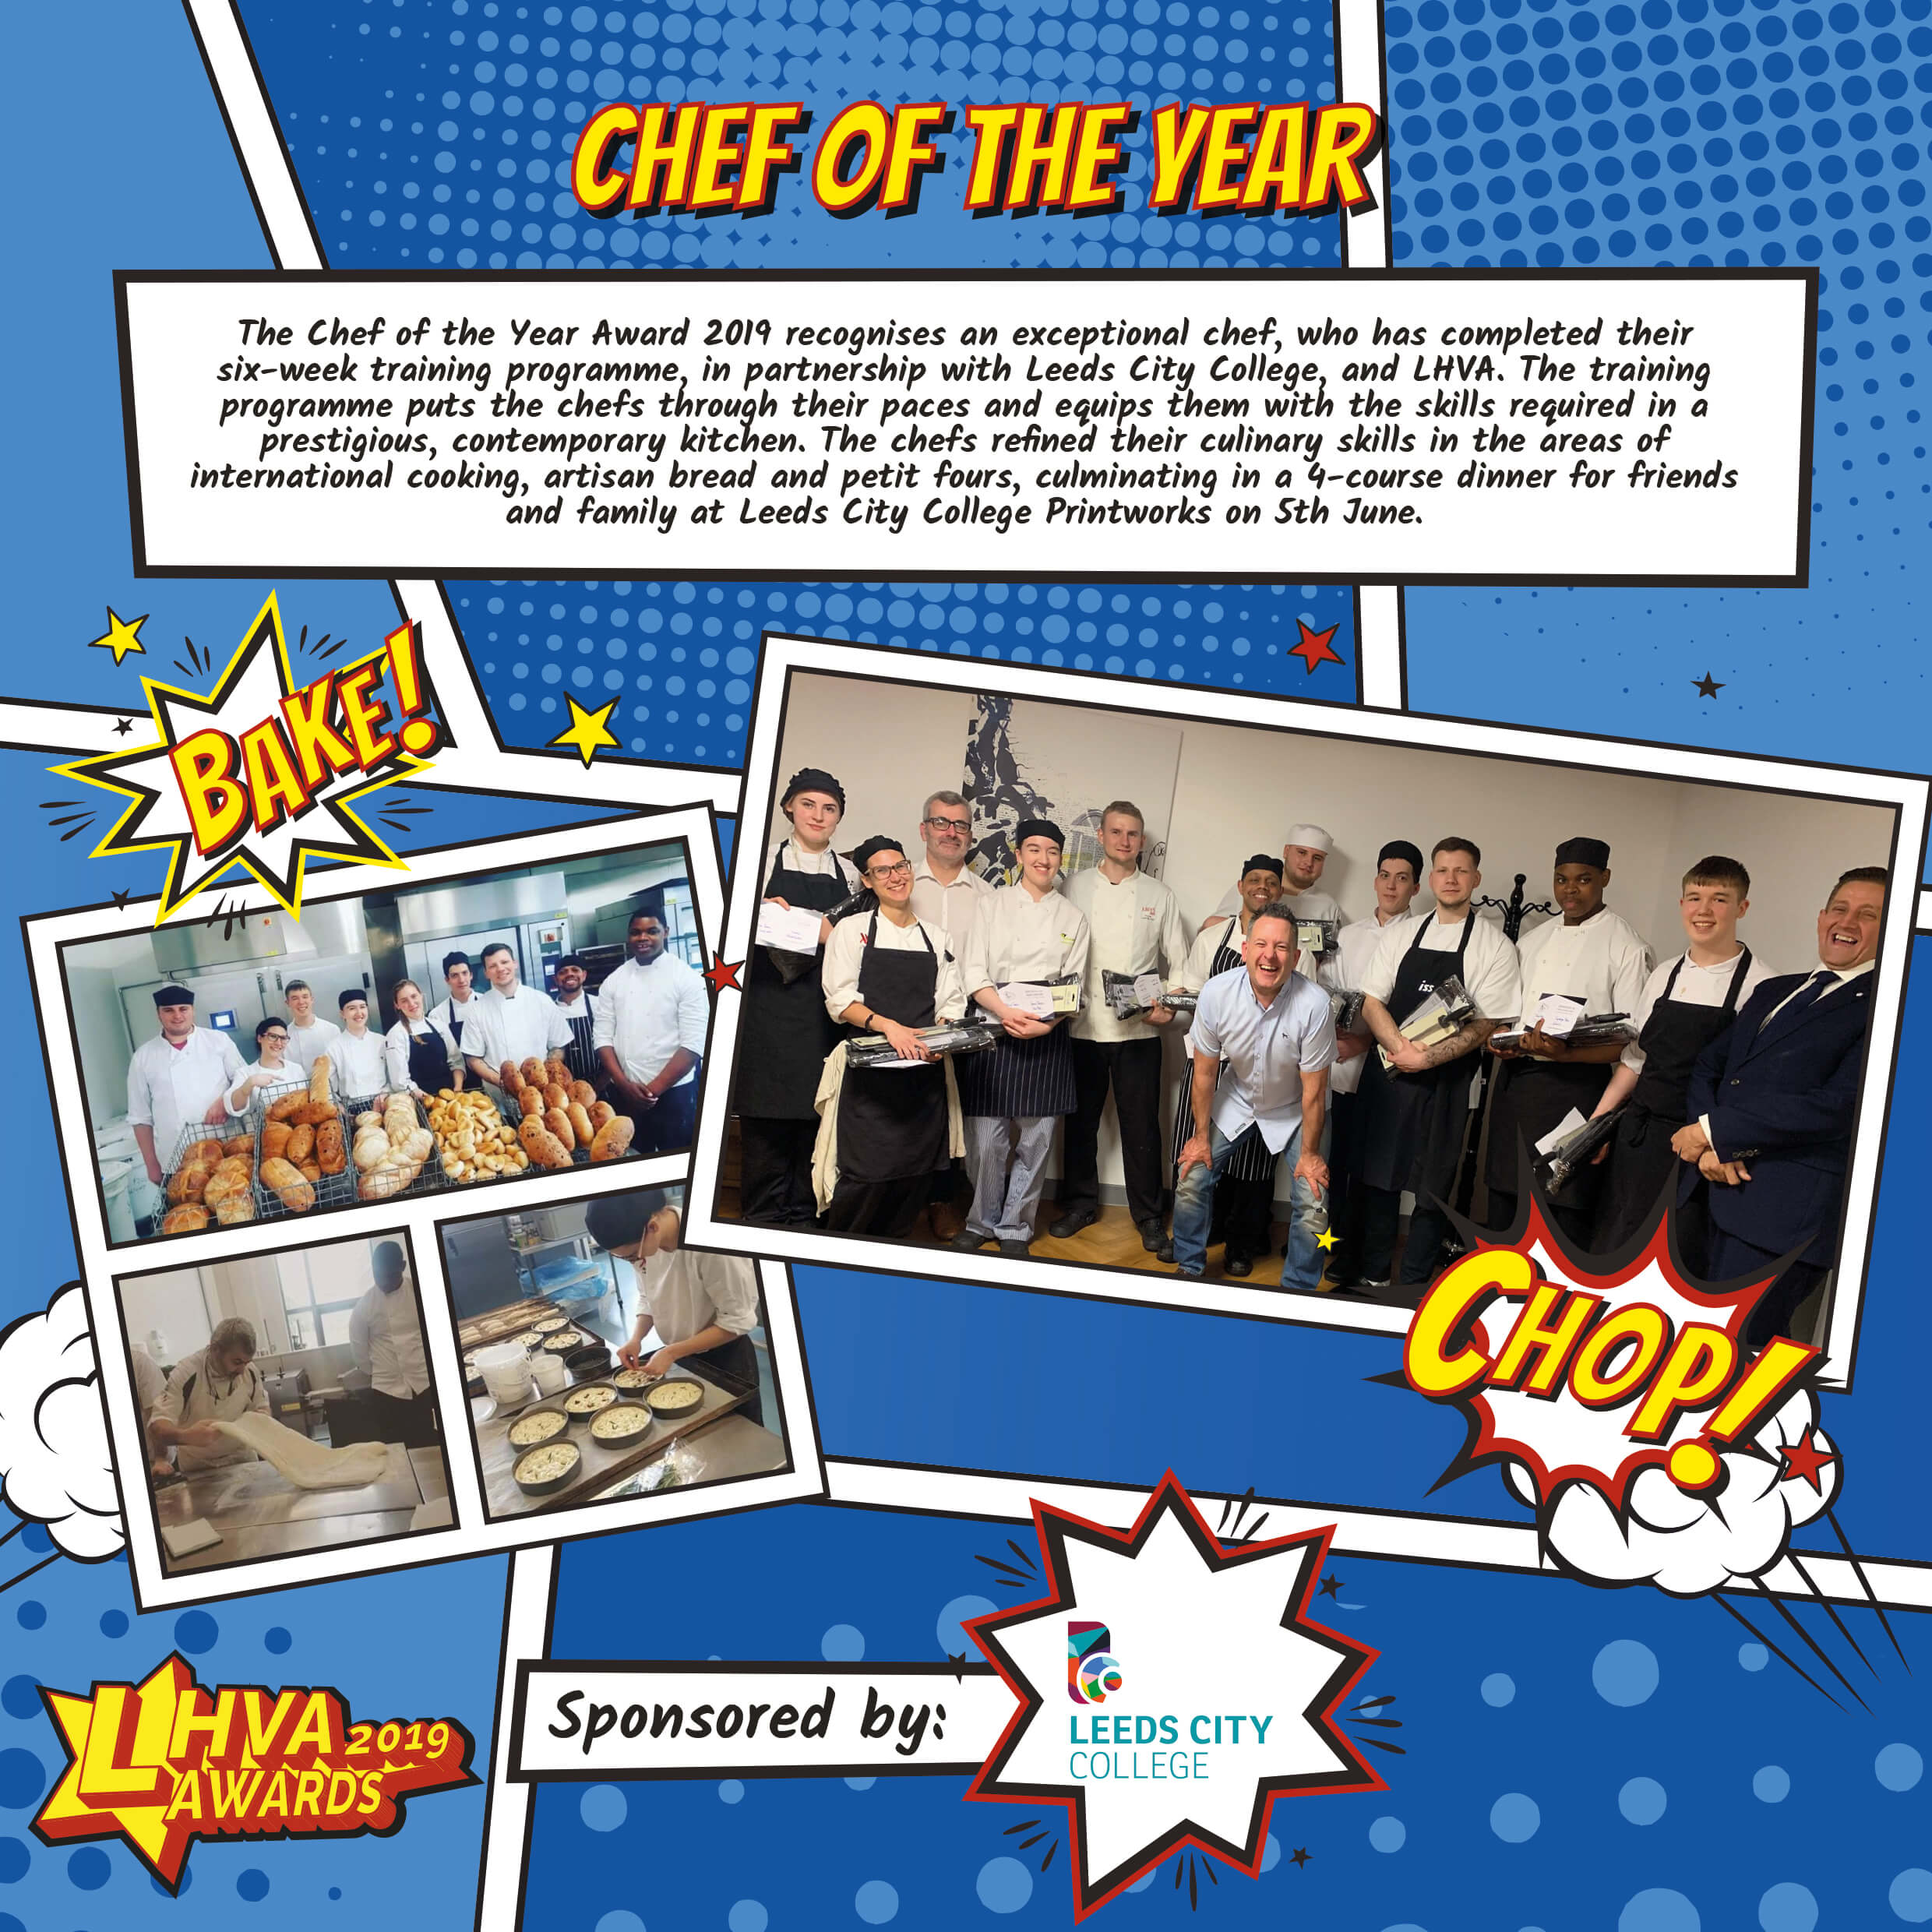 CHEF OF THE YEAR
The Chef of the Year Award 2019 recognises an exceptional chef, who has completed their
six-week training programme, in partnership with Leeds City College, and LHVA. The training
programme puts the chefs through their paces and equips them with the skills required in a
prestigious, contemporary kitchen. The chefs refined their culinary skills in the areas of
international cooking, artisan bread and petit fours, culminating in a 4-course dinner for friends
and family at Leeds City College Printworks on 5th June.
BAKE!
iss
CHOP!
Sponsored by:
LEEDS CITY
COLLEGE
LHVA 2019
AWARDS